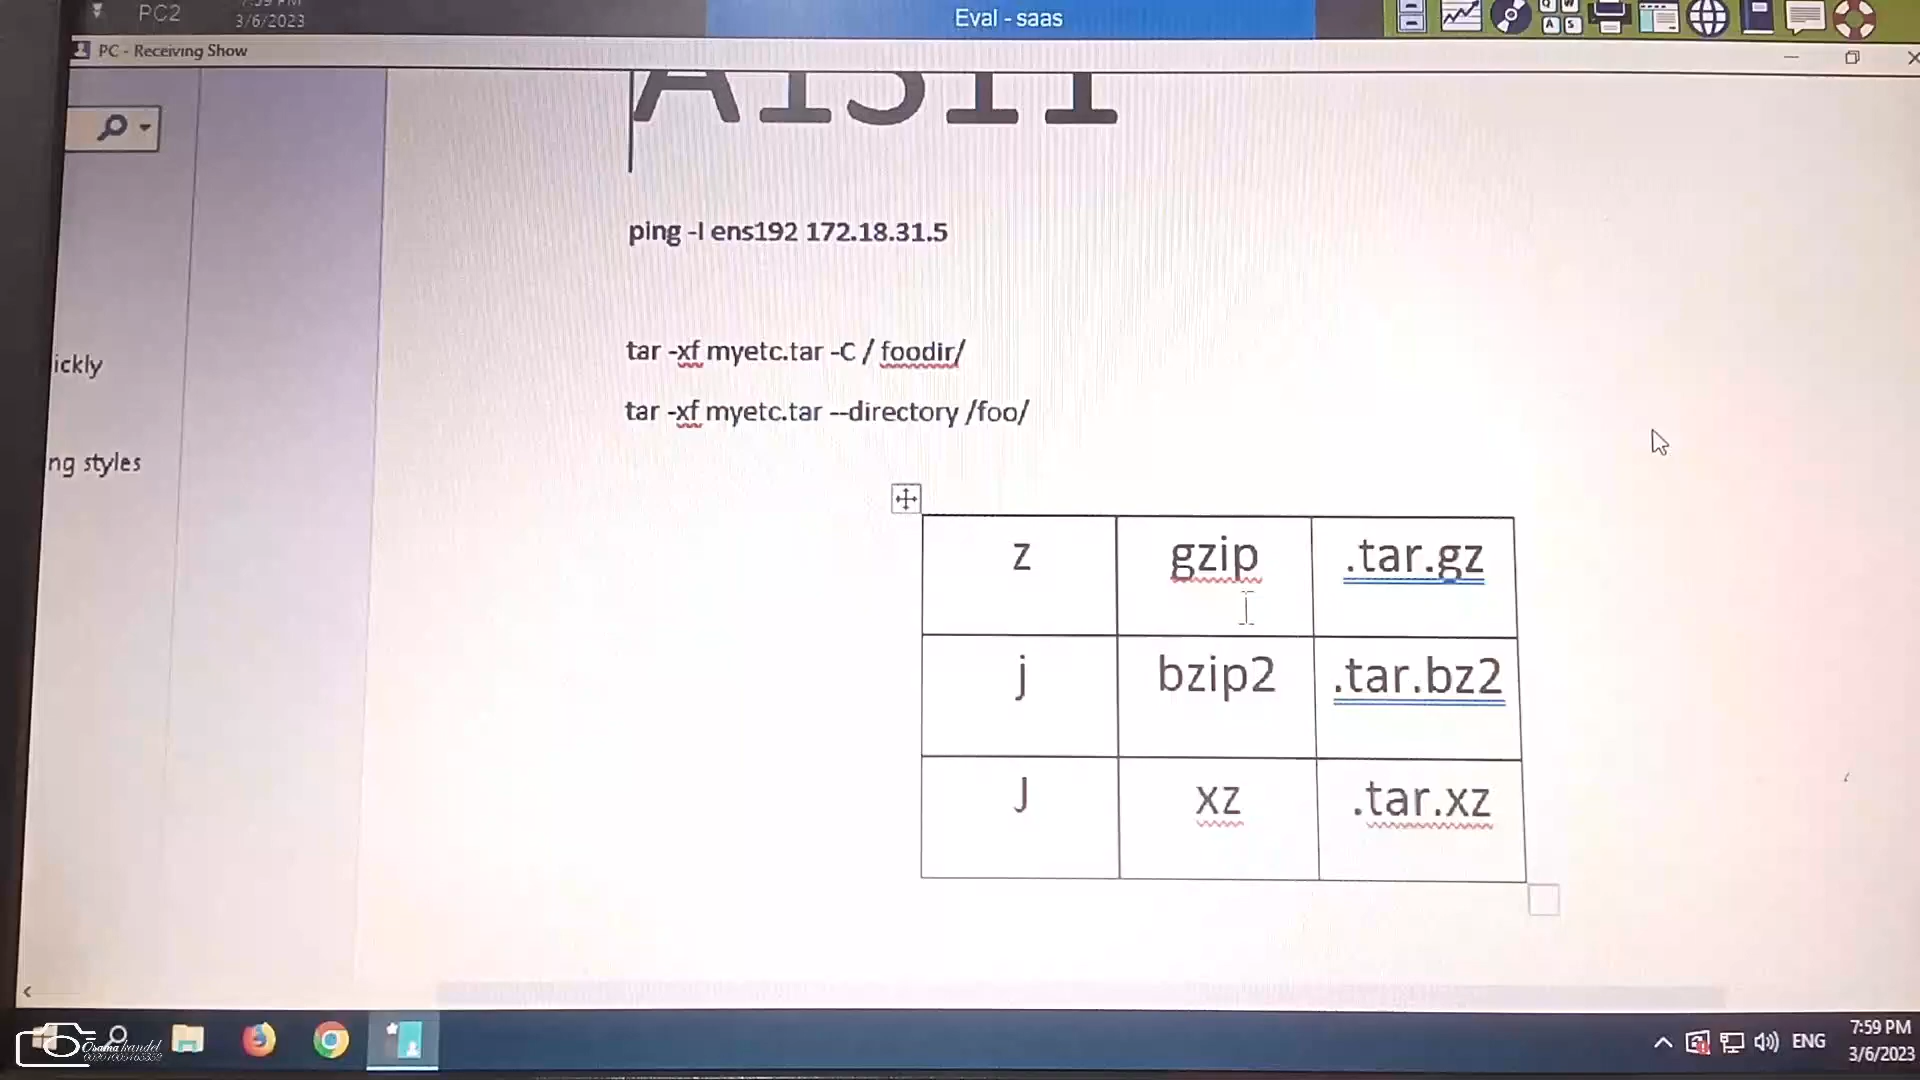 PC2
3/6/2023
Eval - saas
PC - Receiving Show
ping -I ens192 172.18.31.5
tar -xf myetc.tar -C / foodir/
tar -xf myetc.tar --directory /foo/
ickly
ng styles
z gzip .tar.gz
j bzip2 .tar.bz2
J xz .tar.xz
Osama kandel
ENG
7:59 PM
3/6/2023